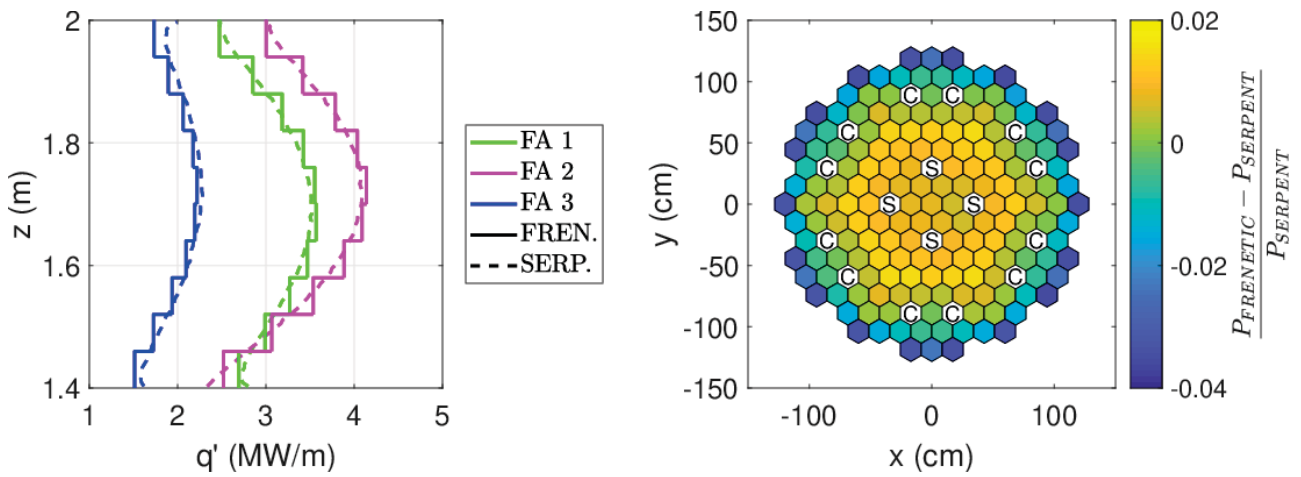 2
1.8
1.6
1.4
z (m)
1
2
3
4
5
q' (MW/m)
FA 1
FA 2
FA 3
FREN.
SERP.
150
100
50
0
-50
-100
-150
y (cm)
-100
0
100
x (cm)
C C
C C
C S C
S S
C S C
C C
C C
0.02
0
-0.02
-0.04
P_FRENETIC − P_SERPENT
P_SERPENT